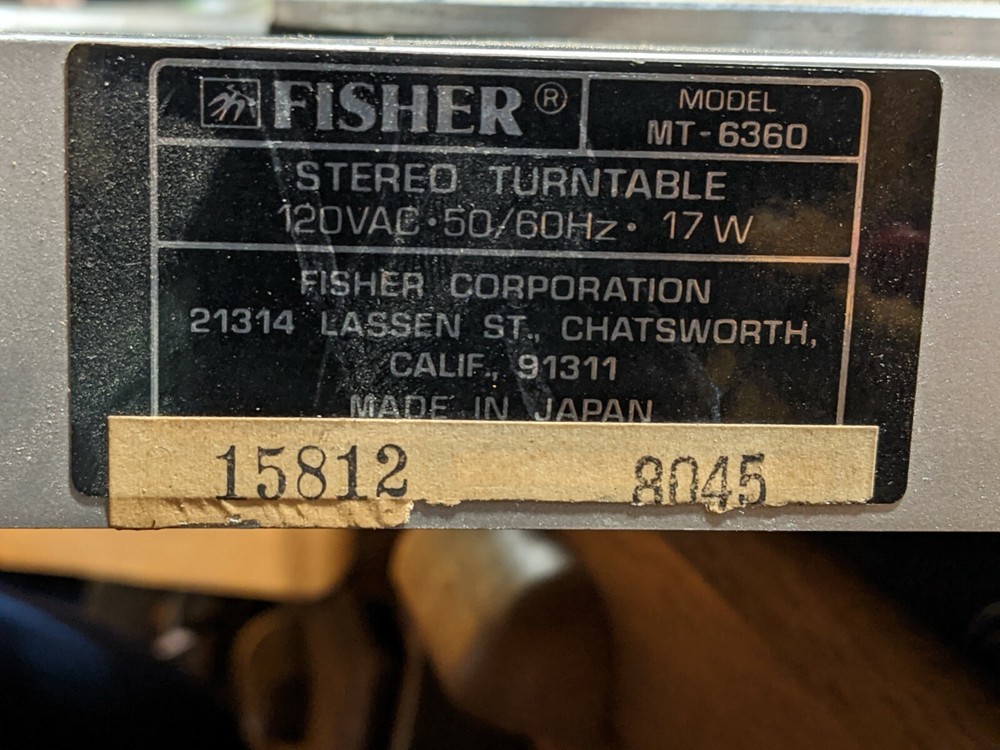 FISHER®
MODEL
MT-6360
STEREO TURNTABLE
120VAC·50/60Hz· 17W
FISHER CORPORATION
21314 LASSEN ST., CHATSWORTH,
CALIF., 91311
MADE IN JAPAN
15812 8045